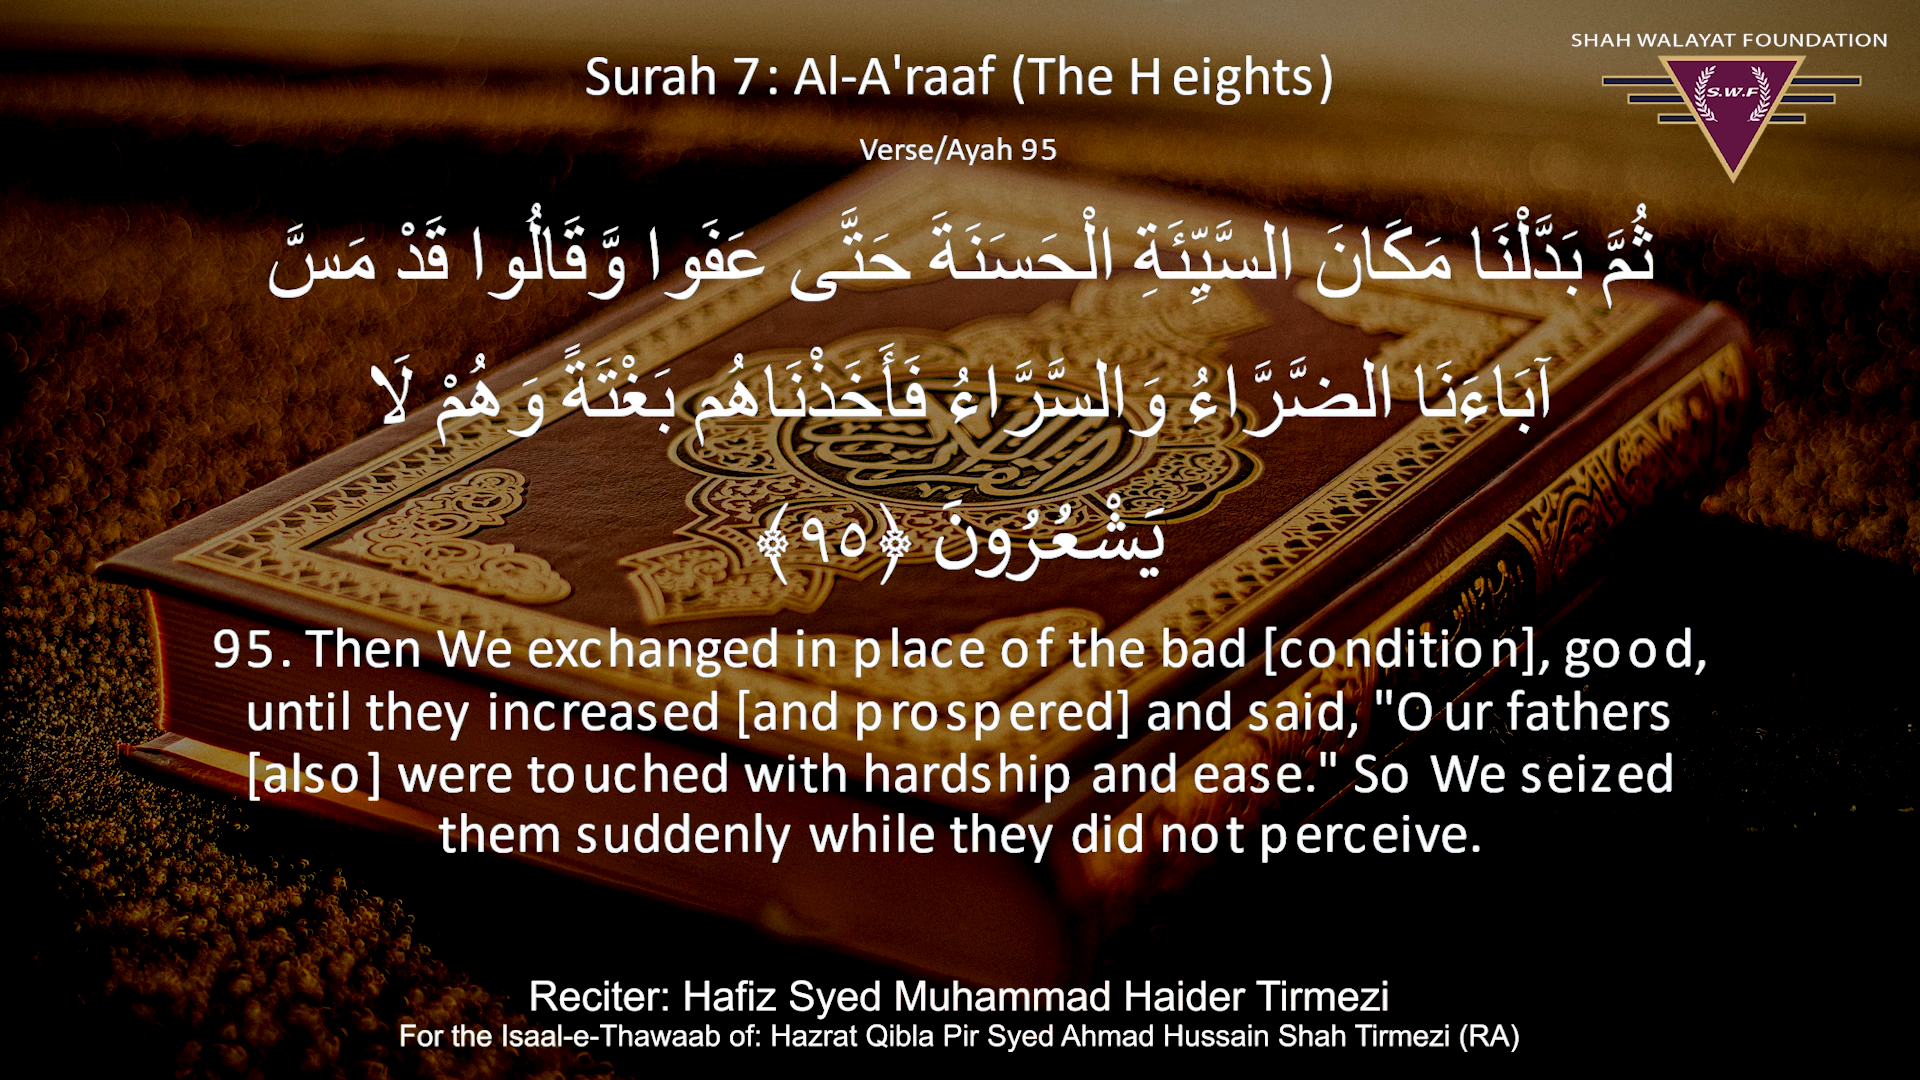 SHAH WALAYAT FOUNDATION
S.W.F
Surah 7: Al-A'raaf (The Heights)
Verse/Ayah 95
ثُمَّ بَدَّلْنَا مَكَانَ السَّيِّئَةِ الْحَسَنَةَ حَتَّى عَفَوا وَّقَالُوا قَدْ مَسَّ
آبَاءَنَا الضَّرَّاءُ وَالسَّرَّاءُ فَأَخَذْنَاهُم بَغْتَةً وَهُمْ لَا
يَشْعُرُونَ ﴿٩٥﴾
95. Then We exchanged in place of the bad [condition], good,
until they increased [and prospered] and said, "Our fathers
[also] were touched with hardship and ease." So We seized
them suddenly while they did not perceive.
Reciter: Hafiz Syed Muhammad Haider Tirmezi
For the Isaal-e-Thawaab of: Hazrat Qibla Pir Syed Ahmad Hussain Shah Tirmezi (RA)